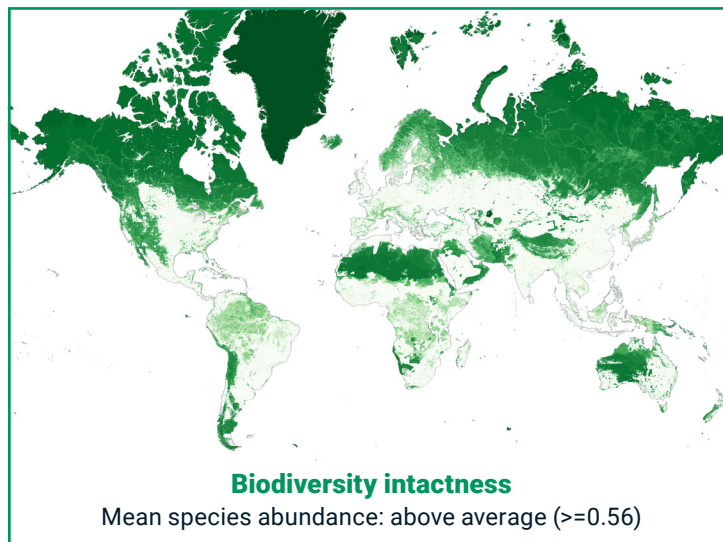 Biodiversity intactness
Mean species abundance: above average (>=0.56)